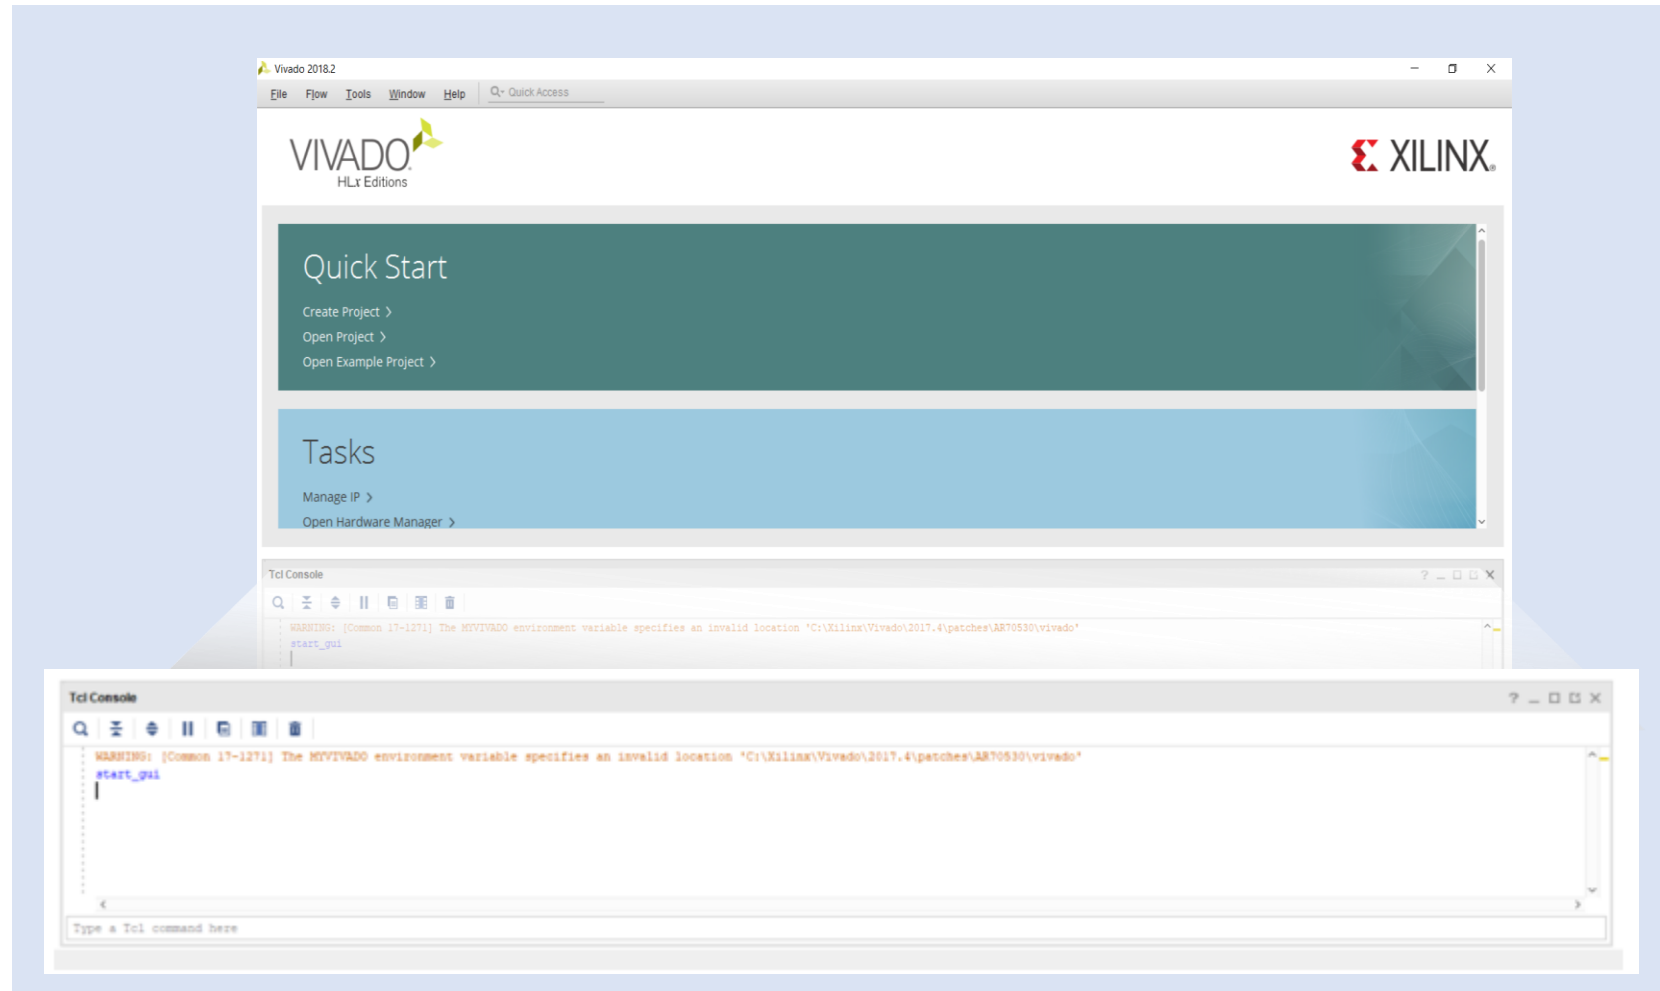 Vivado 2018.2
File Flow Tools Window Help Quick Access
VIVADO.
HLx Editions
XILINX®
Quick Start
Create Project >
Open Project >
Open Example Project >
Tasks
Manage IP >
Open Hardware Manager >
Tcl Console
WARNING: [Common 17-1271] The MYVIVADO environment variable specifies an invalid location 'C:\Xilinx\Vivado\2017.4\patches\AR70530\vivado'
start_gui
Tcl Console
WARNING: [Common 17-1271] The MYVIVADO environment variable specifies an invalid location 'C:\Xilinx\Vivado\2017.4\patches\AR70530\vivado'
start_gui
Type a Tcl command here